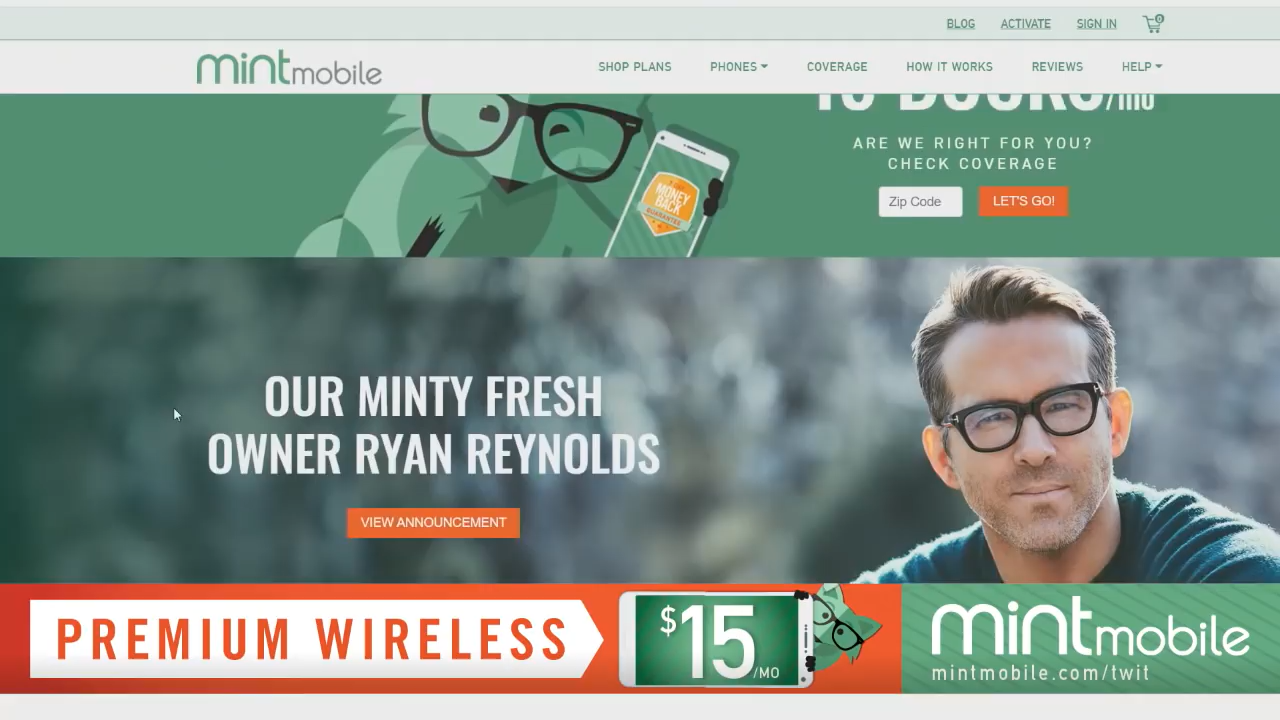 BLOG ACTIVATE SIGN IN 0
mintmobile
SHOP PLANS PHONES COVERAGE HOW IT WORKS REVIEWS HELP
/mo
ARE WE RIGHT FOR YOU?
CHECK COVERAGE
Zip Code LET'S GO!
MONEY
BACK
GUARANTEE
OUR MINTY FRESH
OWNER RYAN REYNOLDS
VIEW ANNOUNCEMENT
PREMIUM WIRELESS
$15/MO
mintmobile
mintmobile.com/twit